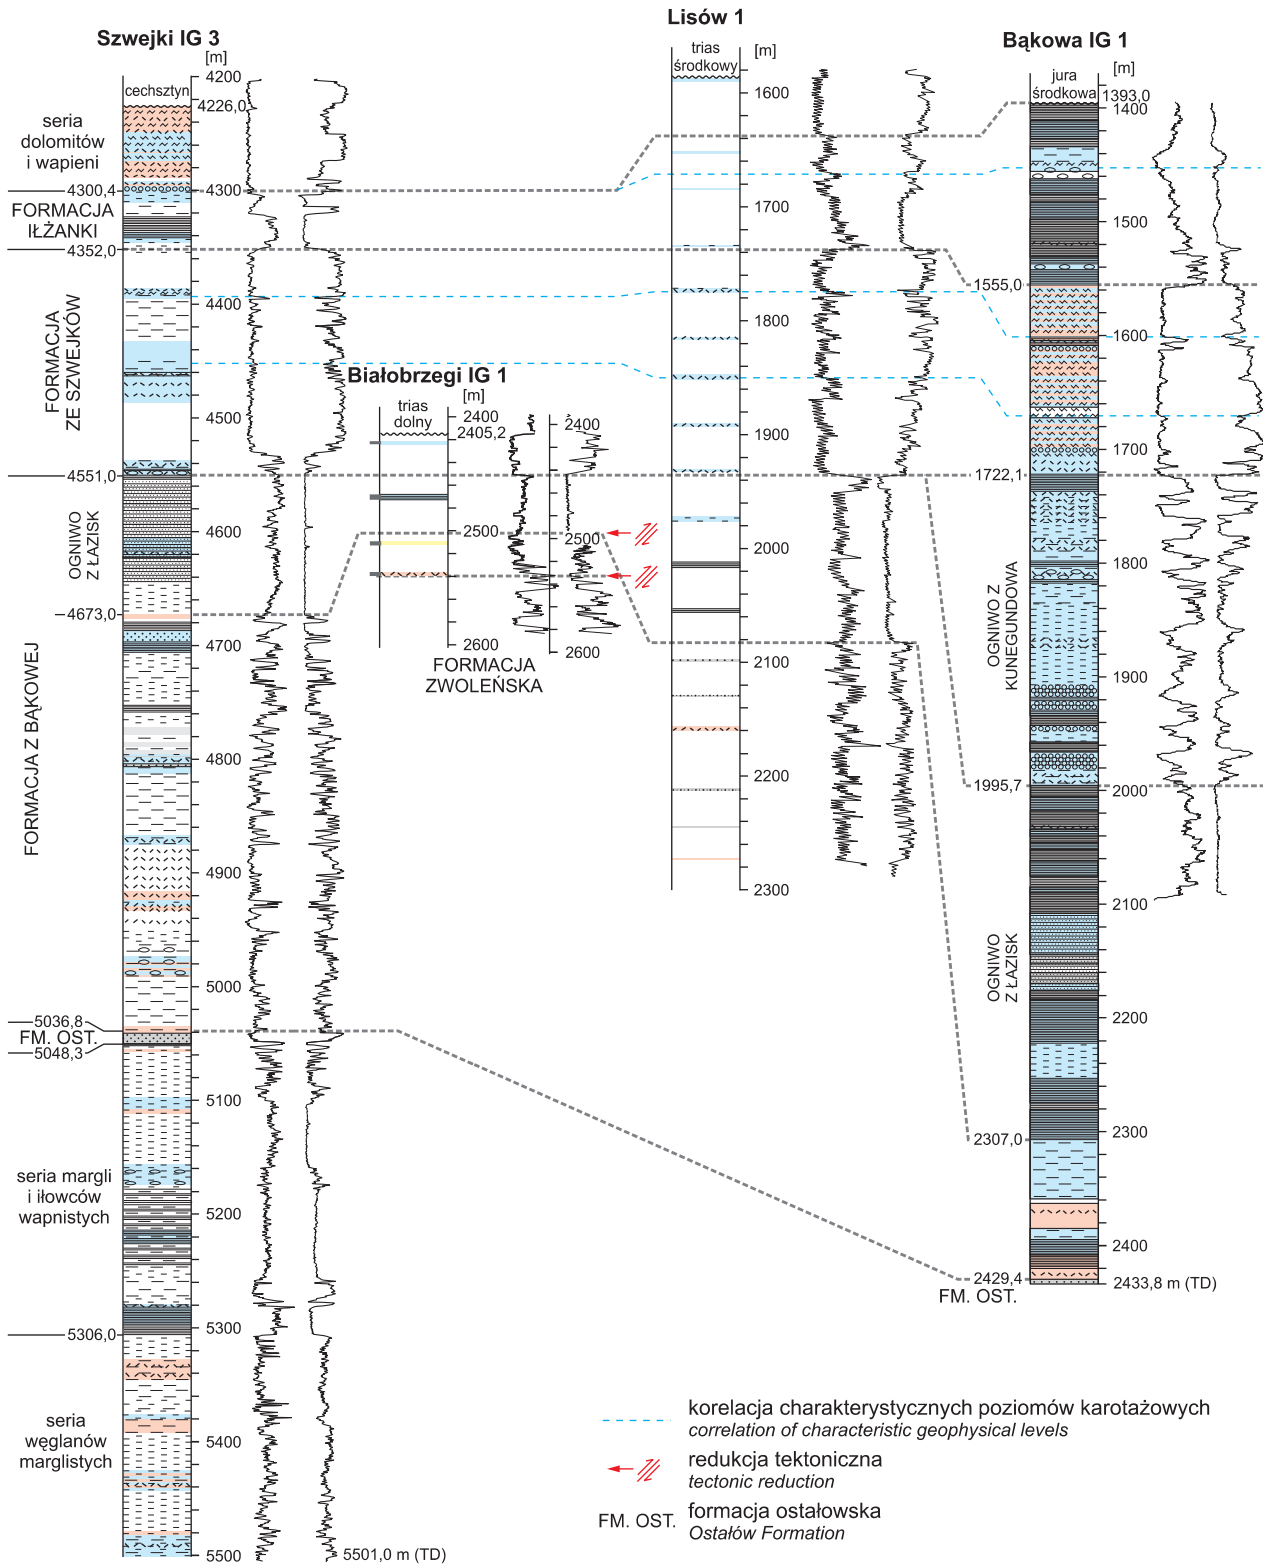 Szwejki IG 3
[m]
cechsztyn
4200
4226,0
seria
dolomitów
i wapieni
4300,4
4300
FORMACJA
IŁŻANKI
4352,0
4400
FORMACJA
ZE SZWEJKÓW
4500
4551,0
OGNIWO
Z ŁAZISK
4600
4673,0
4700
FORMACJA Z BĄKOWEJ
4800
4900
5000
5036,8
FM. OST.
5048,3
5100
seria margli
i iłowców
wapnistych
5200
5300
5306,0
seria
węglanów
marglistych
5400
5500
5501,0 m (TD)
Białobrzegi IG 1
[m]
trias
dolny
2400
2405,2
2400
2500
2500
2600
2600
FORMACJA
ZWOLEŃSKA
Lisów 1
trias
środkowy
[m]
1600
1700
1800
1900
2000
2100
2200
2300
Bąkowa IG 1
[m]
jura
środkowa
1393,0
1400
1500
1555,0
1600
1700
1722,1
OGNIWO Z
KUNEGUNDOWA
1800
1900
1995,7
2000
2100
OGNIWO
Z ŁAZISK
2200
2300
2307,0
2400
2429,4
FM. OST.
2433,8 m (TD)
korelacja charakterystycznych poziomów karotażowych
correlation of characteristic geophysical levels
redukcja tektoniczna
tectonic reduction
FM. OST.
formacja ostałowska
Ostałów Formation